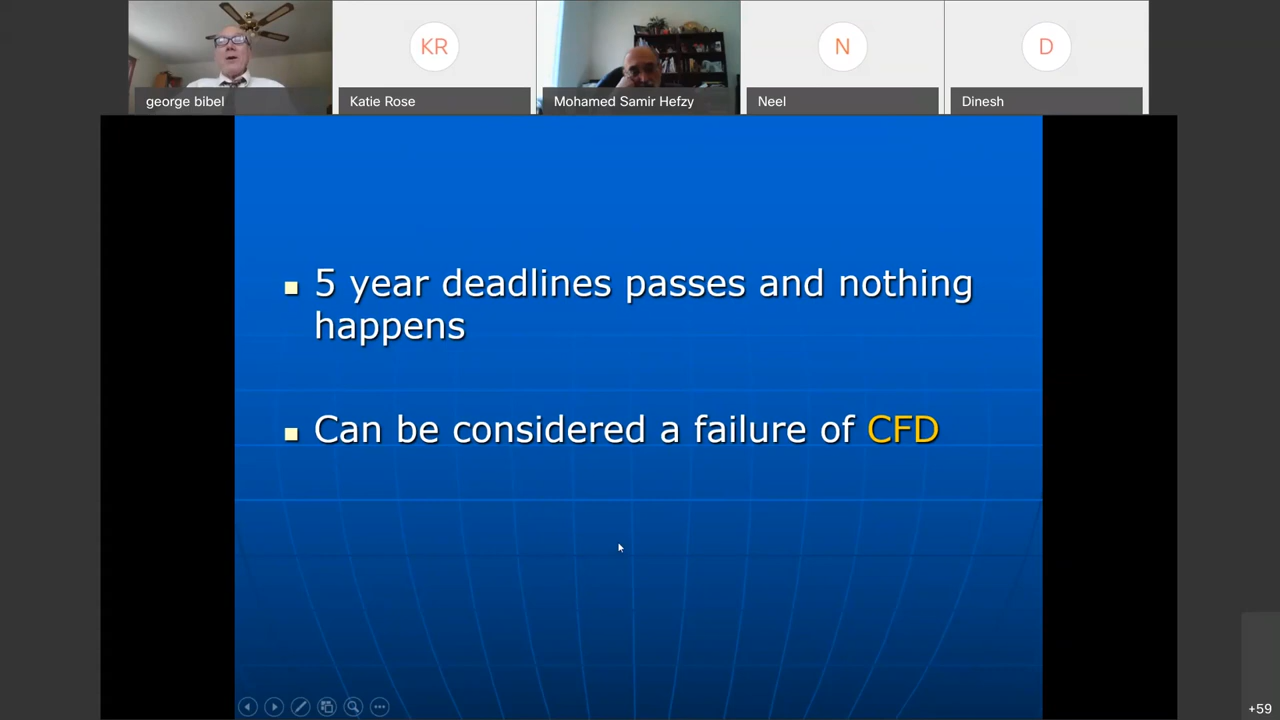 KR
N
D
george bibel
Katie Rose
Mohamed Samir Hefzy
Neel
Dinesh
5 year deadlines passes and nothing
happens
Can be considered a failure of CFD
+59